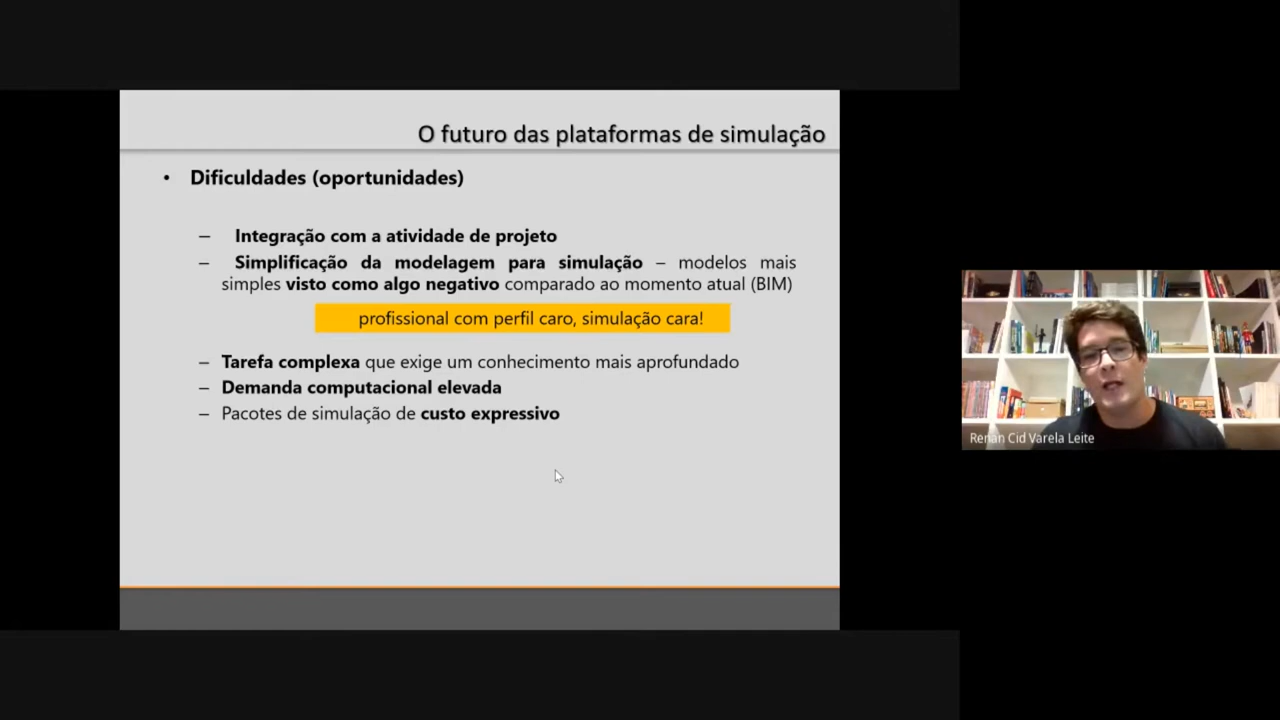 O futuro das plataformas de simulação
• Dificuldades (oportunidades)
– Integração com a atividade de projeto
– Simplificação da modelagem para simulação – modelos mais
simples visto como algo negativo comparado ao momento atual (BIM)
profissional com perfil caro, simulação cara!
– Tarefa complexa que exige um conhecimento mais aprofundado
– Demanda computacional elevada
– Pacotes de simulação de custo expressivo
Renan Cid Varela Leite